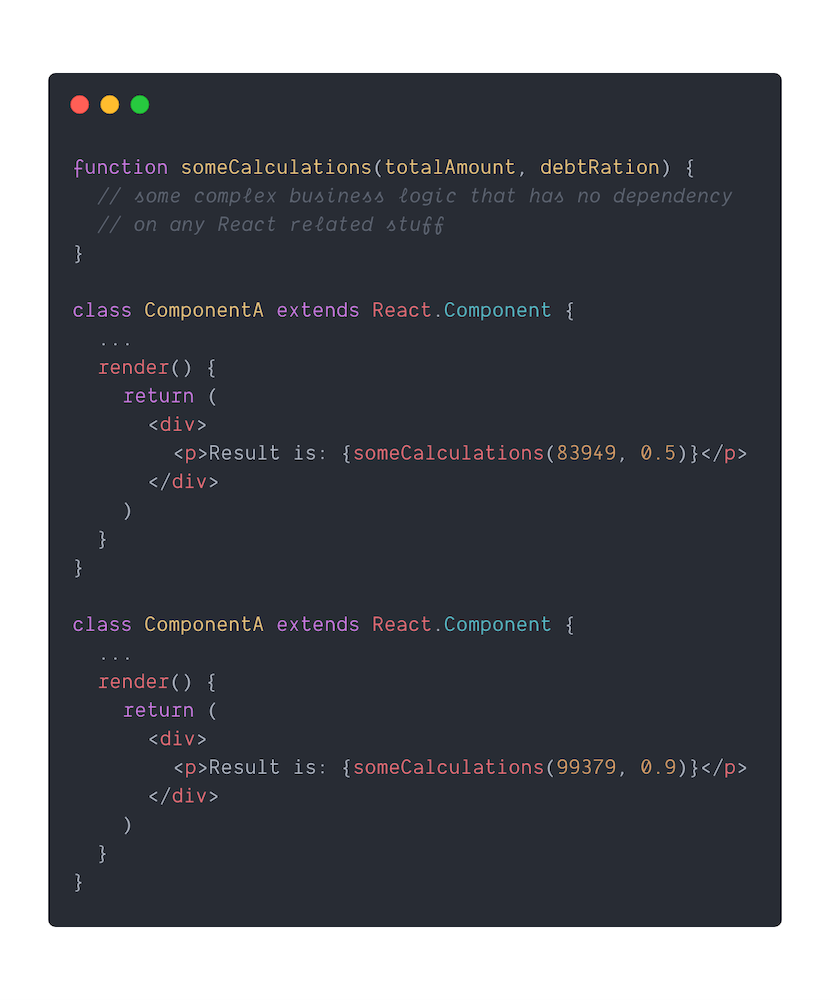 function someCalculations(totalAmount, debtRation) {
  // some complex business logic that has no dependency
  // on any React related stuff
}

class ComponentA extends React.Component {
  ...
  render() {
    return (
      <div>
        <p>Result is: {someCalculations(83949, 0.5)}</p>
      </div>
    )
  }
}

class ComponentA extends React.Component {
  ...
  render() {
    return (
      <div>
        <p>Result is: {someCalculations(99379, 0.9)}</p>
      </div>
    )
  }
}